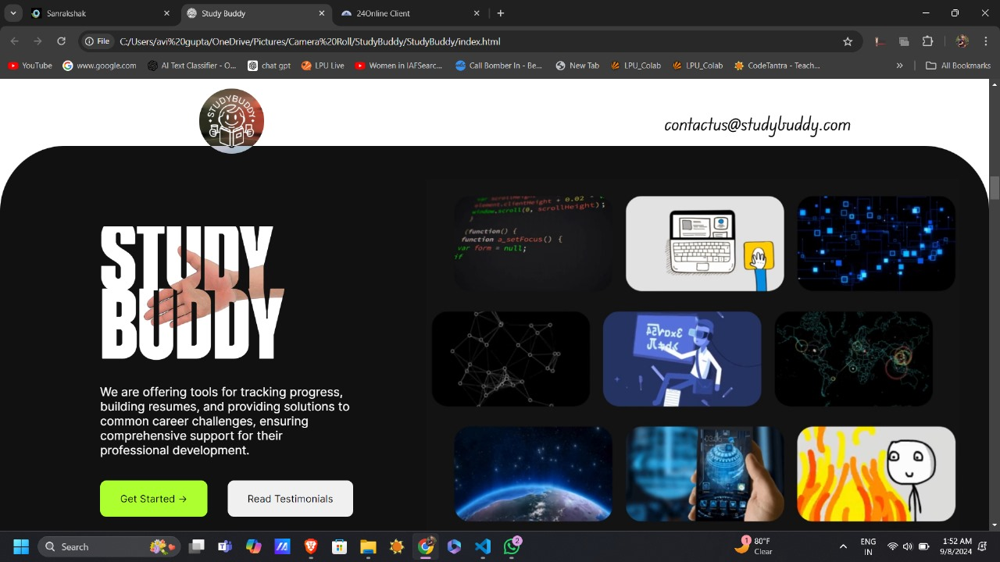 Sanrakshak
Study Buddy
24Online Client
File
C:/Users/avi%20gupta/OneDrive/Pictures/Camera%20Roll/StudyBuddy/StudyBuddy/index.html
YouTube
www.google.com
AI Text Classifier - O...
chat gpt
LPU Live
Women in IAFSearc...
Call Bomber In - Be...
New Tab
LPU_Colab
LPU_Colab
CodeTantra - Teach...
All Bookmarks
STUDYBUDDY
contactus@studybuddy.com
var scrollHeight
element.clientHeight + 0.02 -
window.scroll(0, scrollHeight);
}
(function() {
function a_setFocus() {
var form = null;
if
STUDY
BUDDY
We are offering tools for tracking progress,
building resumes, and providing solutions to
common career challenges, ensuring
comprehensive support for their
professional development.
Get Started →
Read Testimonials
Search
1
80°F
Clear
2
ENG
IN
1:52 AM
9/8/2024